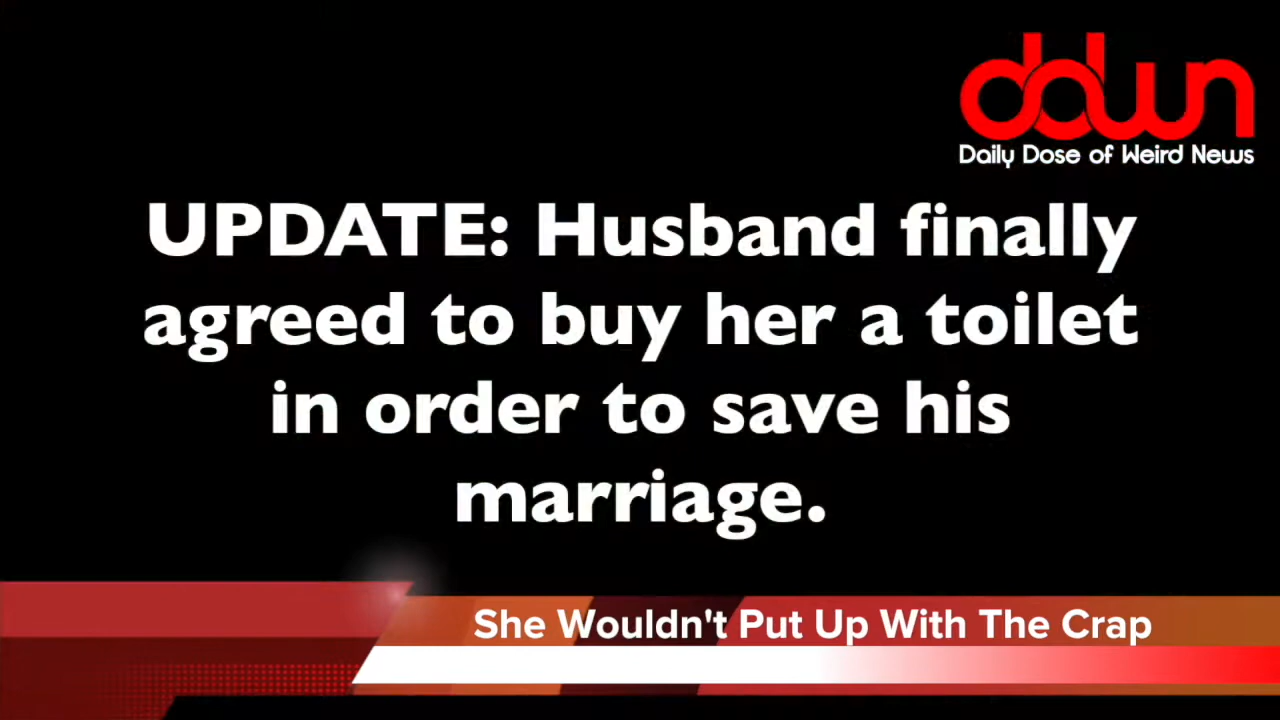 ddwn
Daily Dose of Weird News
UPDATE: Husband finally
agreed to buy her a toilet
in order to save his
marriage.
She Wouldn't Put Up With The Crap